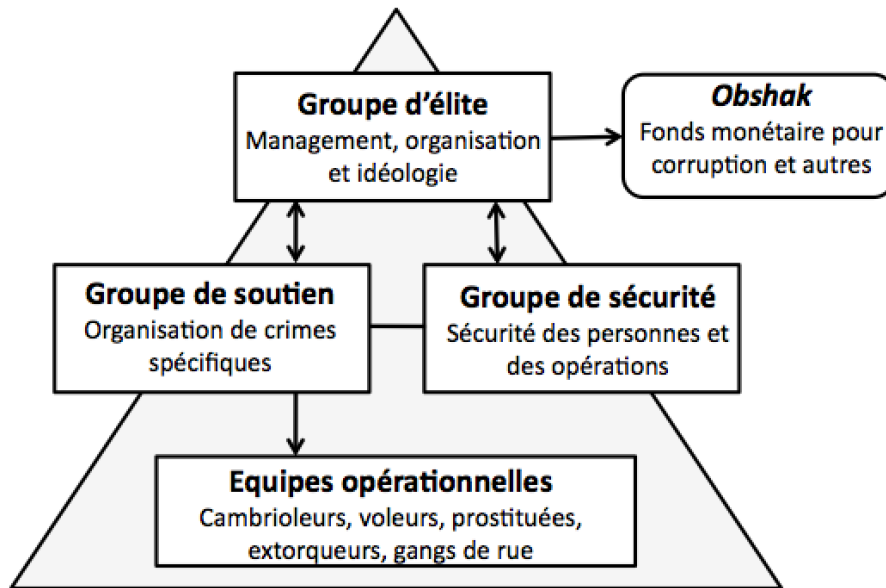 Groupe d'élite
Management, organisation
et idéologie
Obshak
Fonds monétaire pour
corruption et autres
Groupe de soutien
Organisation de crimes
spécifiques
Groupe de sécurité
Sécurité des personnes et
des opérations
Equipes opérationnelles
Cambrioleurs, voleurs, prostituées,
extorqueurs, gangs de rue